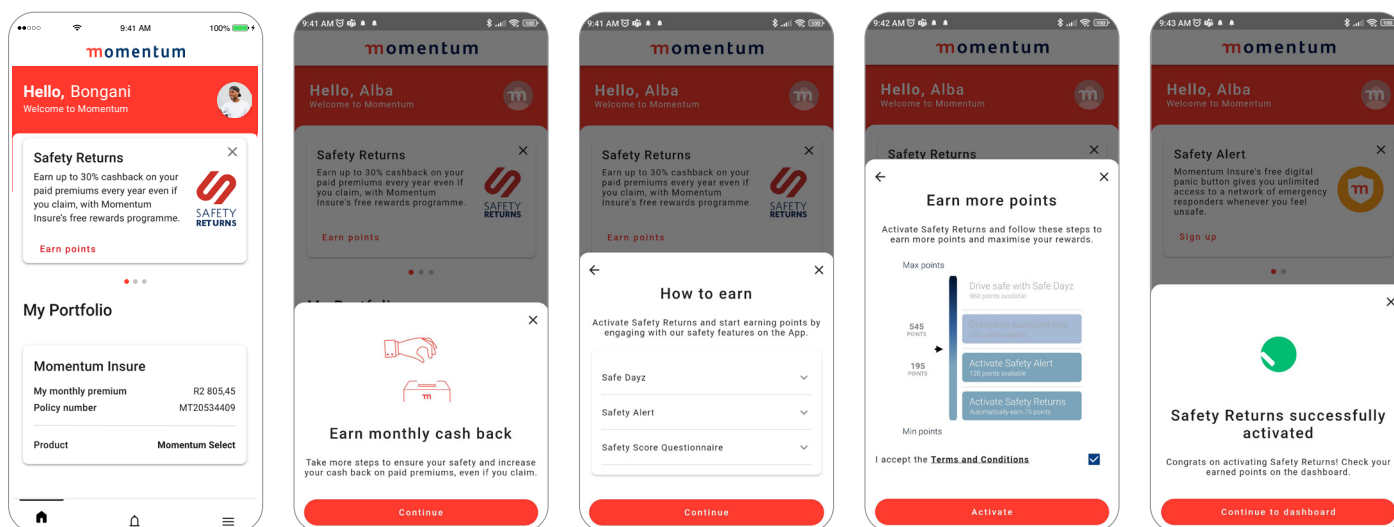 9:41 AM
100%
momentum
Hello, Bongani
Welcome to Momentum
Safety Returns
Earn up to 30% cashback on your
paid premiums every year even if
you claim, with Momentum
Insure's free rewards programme.
SAFETY
RETURNS
Earn points
My Portfolio
Momentum Insure
My monthly premium R2 805,45
Policy number MT20534409
Product Momentum Select
9:41 AM
100
momentum
Hello, Alba
Welcome to Momentum
m
Safety Returns
Earn up to 30% cashback on your
paid premiums every year even if
you claim, with Momentum
Insure's free rewards programme.
SAFETY
RETURNS
Earn points
m
Earn monthly cash back
Take more steps to ensure your safety and increase
your cash back on paid premiums, even if you claim.
Continue
9:41 AM
100
momentum
Hello, Alba
Welcome to Momentum
m
Safety Returns
Earn up to 30% cashback on your
paid premiums every year even if
you claim, with Momentum
Insure's free rewards programme.
SAFETY
RETURNS
Earn points
How to earn
Activate Safety Returns and start earning points by
engaging with our safety features on the App.
Safe Dayz
Safety Alert
Safety Score Questionnaire
Continue
9:42 AM
100
momentum
Hello, Alba
Welcome to Momentum
m
Safety Returns
Earn more points
Activate Safety Returns and follow these steps to
earn more points and maximise your rewards.
Max points
Drive safe with Safe Dayz
860 points available
545
POINTS
Complete questionnaire
points available
195
POINTS
Activate Safety Alert
120 points available
Activate Safety Returns
Automatically earn 75 points
Min points
I accept the Terms and Conditions
Activate
9:43 AM
momentum
Hello, Alba
Welcome to Momentum
m
Safety Alert
Momentum Insure's free digital
panic button gives you unlimited
access to a network of emergency
responders whenever you feel
unsafe.
m
Sign up
Safety Returns successfully
activated
Congrats on activating Safety Returns! Check your
earned points on the dashboard.
Continue to dashboard